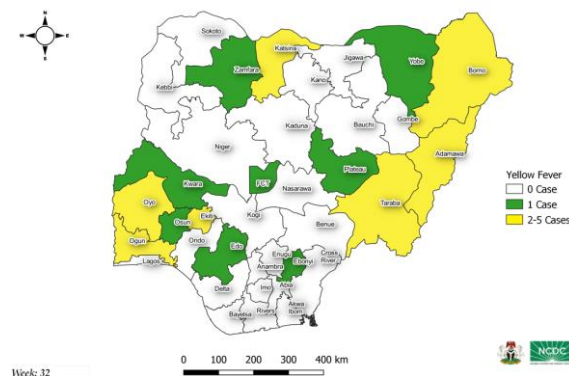 N
W E
S
Sokoto
Katsina
Zamfara
Jigawa
Yobe
Borno
Kebbi
Kano
Gombe
Kaduna
Bauchi
Niger
Adamawa
Plateau
Kwara
FCT
Nasarawa
Taraba
Oyo
Osun
Ekiti
Kogi
Benue
Ogun
Ondo
Edo
Enugu
Ebonyi
Cross
River
Lagos
Anambra
Delta
Imo
Abia
Bayelsa
Rivers
Akwa
Ibom
Yellow Fever
0 Case
1 Case
2-5 Cases
Week: 32
0 100 200 300 400 km
NCDC